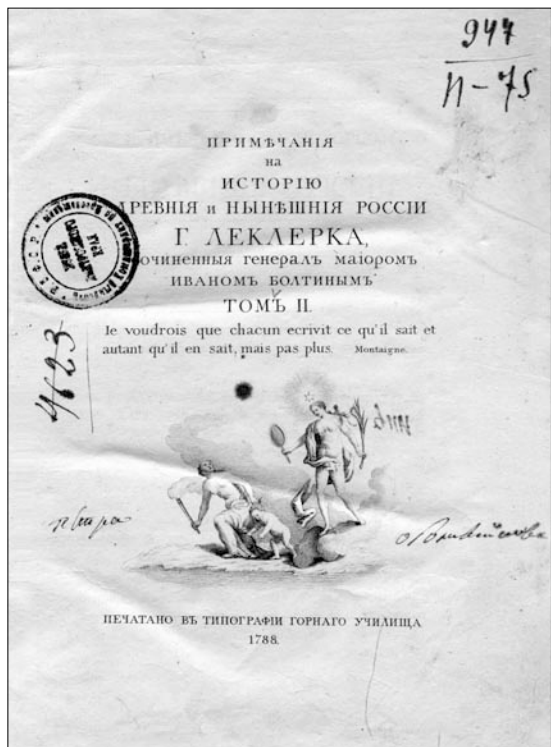 947
И-75
ПРИМѢЧАНІЯ
на
ИСТОРІЮ
ДРЕВНІЯ и НЫНѢШНІЯ РОССІИ
Г. ЛЕКЛЕРКА,
сочиненныя генералъ маіоромъ
ИВАНОМЪ БОЛТИНЫМЪ
ТОМЪ II.
Ie voudrois que chacun ecrivit ce qu'il sait et
autant qu'il en sait, mais pas plus. Montaigne.
4623
ПЕЧАТАНО ВЪ ТИПОГРАФІИ ГОРНАГО УЧИЛИЩА
1788.